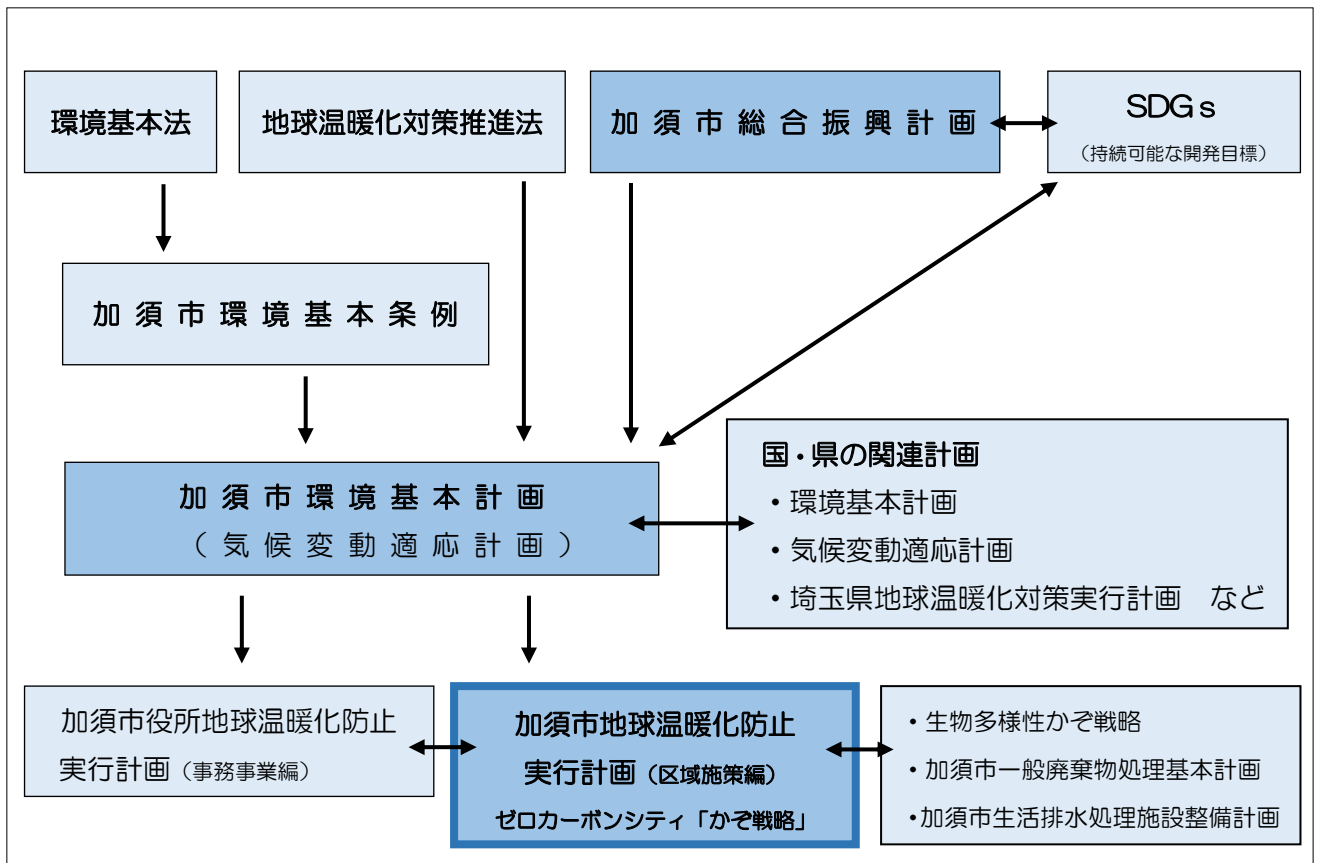 環境基本法
地球温暖化対策推進法
加須市総合振興計画
SDGs
（持続可能な開発目標）
加須市環境基本条例
加須市環境基本計画
（気候変動適応計画）
国・県の関連計画
・環境基本計画
・気候変動適応計画
・埼玉県地球温暖化対策実行計画　など
加須市役所地球温暖化防止
実行計画（事務事業編）
加須市地球温暖化防止
実行計画（区域施策編）
ゼロカーボンシティ「かぞ戦略」
・生物多様性かぞ戦略
・加須市一般廃棄物処理基本計画
・加須市生活排水処理施設整備計画